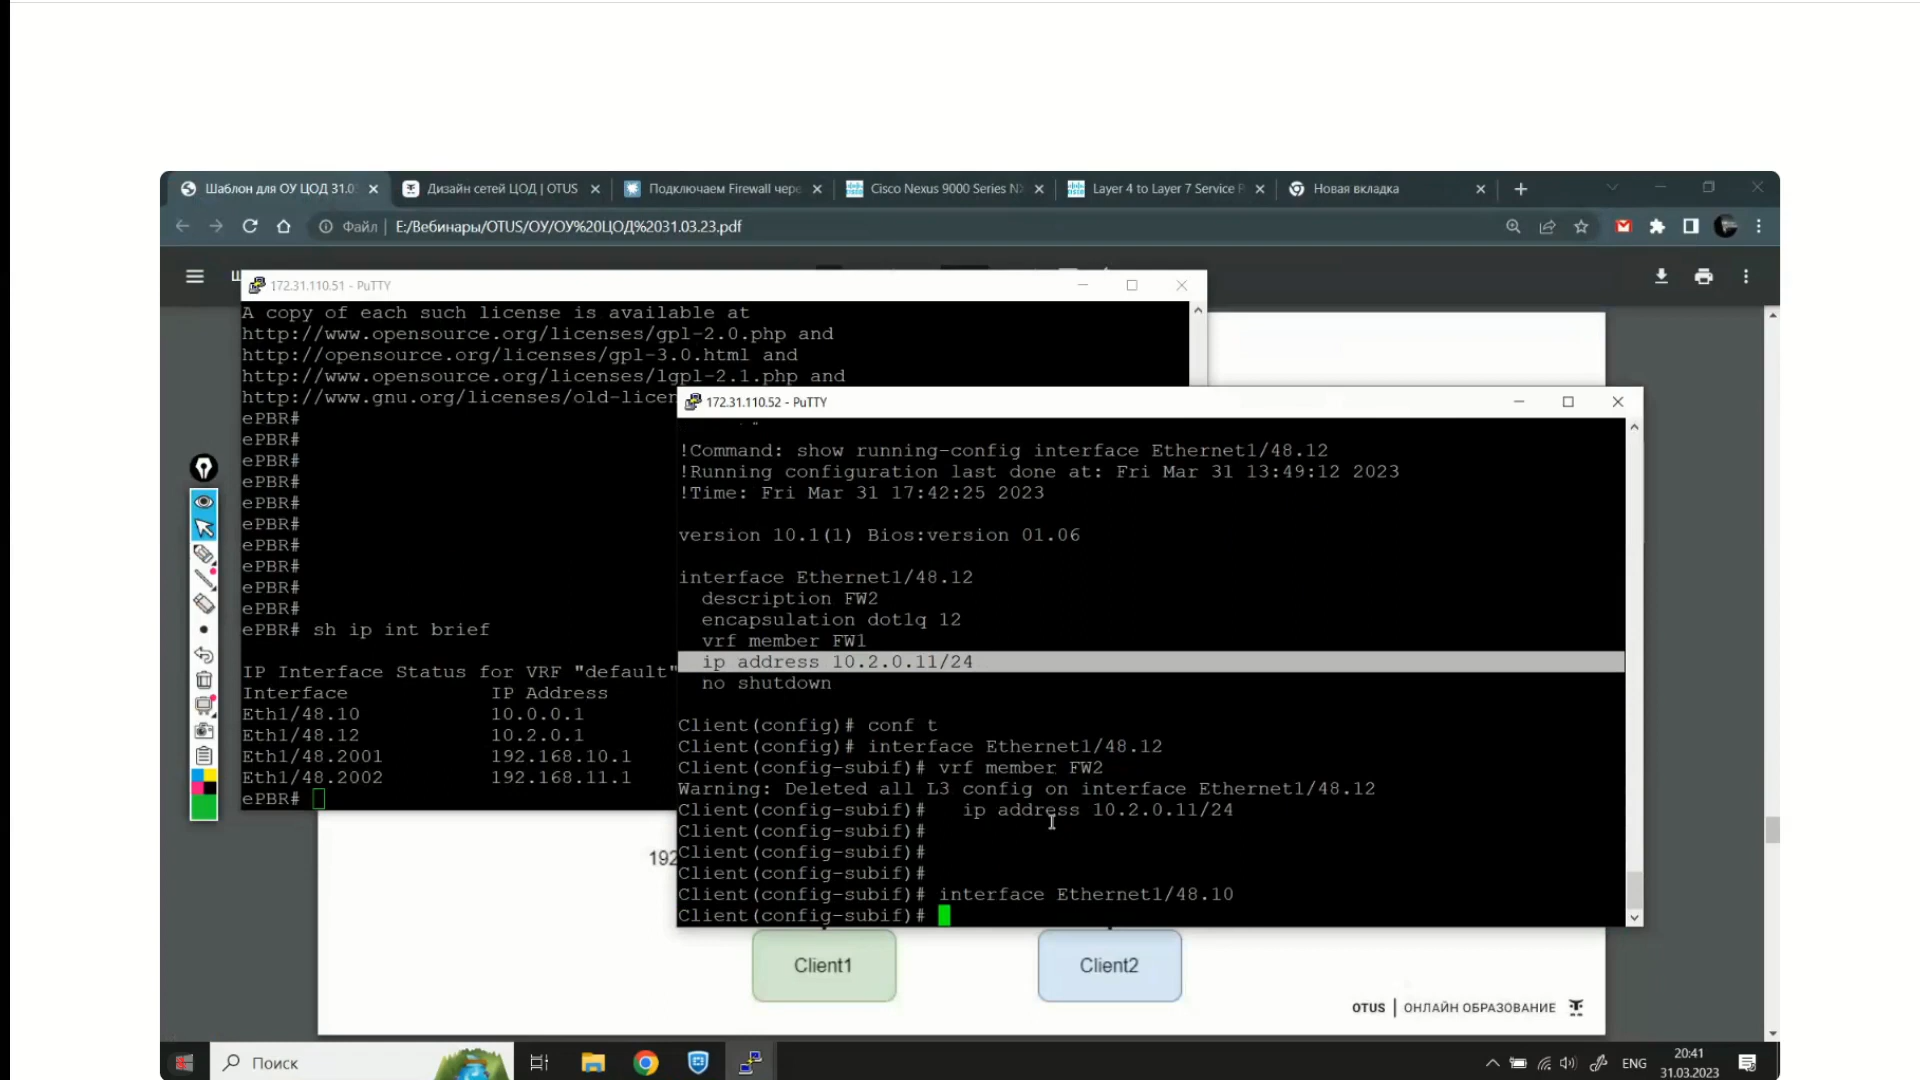 Шаблон для ОУ ЦОД 31.0
Дизайн сетей ЦОД | OTUS
Подключаем Firewall чере
Cisco Nexus 9000 Series N
Layer 4 to Layer 7 Service
Новая вкладка
Файл | E:/Вебинары/OTUS/ОУ/ОУ%20ЦОД%2031.03.23.pdf
172.31.110.51 - PuTTY
A copy of each such license is available at
http://www.opensource.org/licenses/gpl-2.0.php and
http://opensource.org/licenses/gpl-3.0.html and
http://www.opensource.org/licenses/lgpl-2.1.php and
http://www.gnu.org/licenses/old-licen
ePBR#
ePBR#
ePBR#
ePBR#
ePBR#
ePBR#
ePBR#
ePBR#
ePBR#
ePBR#
ePBR# sh ip int brief
IP Interface Status for VRF "default"
Interface IP Address
Eth1/48.10 10.0.0.1
Eth1/48.12 10.2.0.1
Eth1/48.2001 192.168.10.1
Eth1/48.2002 192.168.11.1
ePBR#
172.31.110.52 - PuTTY
!Command: show running-config interface Ethernet1/48.12
!Running configuration last done at: Fri Mar 31 13:49:12 2023
!Time: Fri Mar 31 17:42:25 2023
version 10.1(1) Bios:version 01.06
interface Ethernet1/48.12
description FW2
encapsulation dot1q 12
vrf member FW1
ip address 10.2.0.11/24
no shutdown
Client(config)# conf t
Client(config)# interface Ethernet1/48.12
Client(config-subif)# vrf member FW2
Warning: Deleted all L3 config on interface Ethernet1/48.12
Client(config-subif)# ip address 10.2.0.11/24
Client(config-subif)#
Client(config-subif)#
Client(config-subif)#
Client(config-subif)# interface Ethernet1/48.10
Client(config-subif)#
192
Client1
Client2
OTUS | ОНЛАЙН ОБРАЗОВАНИЕ
Поиск
ENG
20:41
31.03.2023